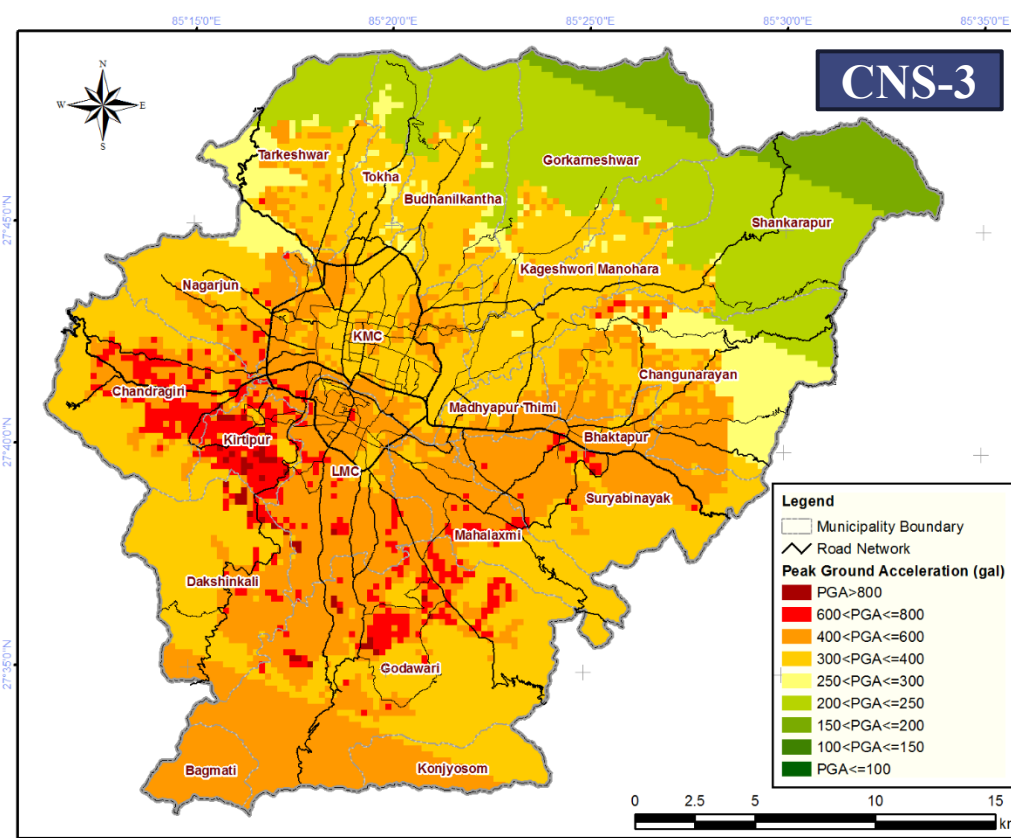 85°15'0"E
85°20'0"E
85°25'0"E
85°30'0"E
85°35'0"E
CNS-3
N
W E
S
Tarkeshwar
Gorkarneshwar
Tokha
Budhanilkantha
27°45'0"N
Shankarapur
Kageshwori Manohara
Nagarjun
KMC
Changunarayan
Chandragiri
Madhyapur Thimi
27°40'0"N
Kirtipur
Bhaktapur
LMC
Suryabinayak
Mahalaxmi
Dakshinkali
27°35'0"N
Godawari
Bagmati
Konjyosom
Legend
Municipality Boundary
Road Network
Peak Ground Acceleration (gal)
PGA>800
600<PGA<=800
400<PGA<=600
300<PGA<=400
250<PGA<=300
200<PGA<=250
150<PGA<=200
100<PGA<=150
PGA<=100
0 2.5 5 10 15
km